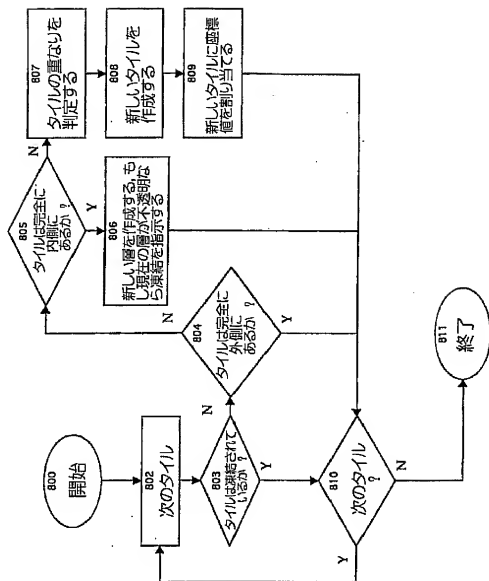 800
開始
802
次のタイル
803
タイルは凍結されて
いるか？
N
Y
804
タイルは完全に
外側に
あるか？
N
Y
805
タイルは完全に
内側に
あるか？
N
Y
806
新しい層を作成する,も
し現在の層が不透明な
ら凍結を指示する
807
タイルの重なりを
判定する
808
新しいタイルを
作成する
809
新しいタイルに座標
値を割り当てる
810
次のタイル
？
Y
N
811
終了